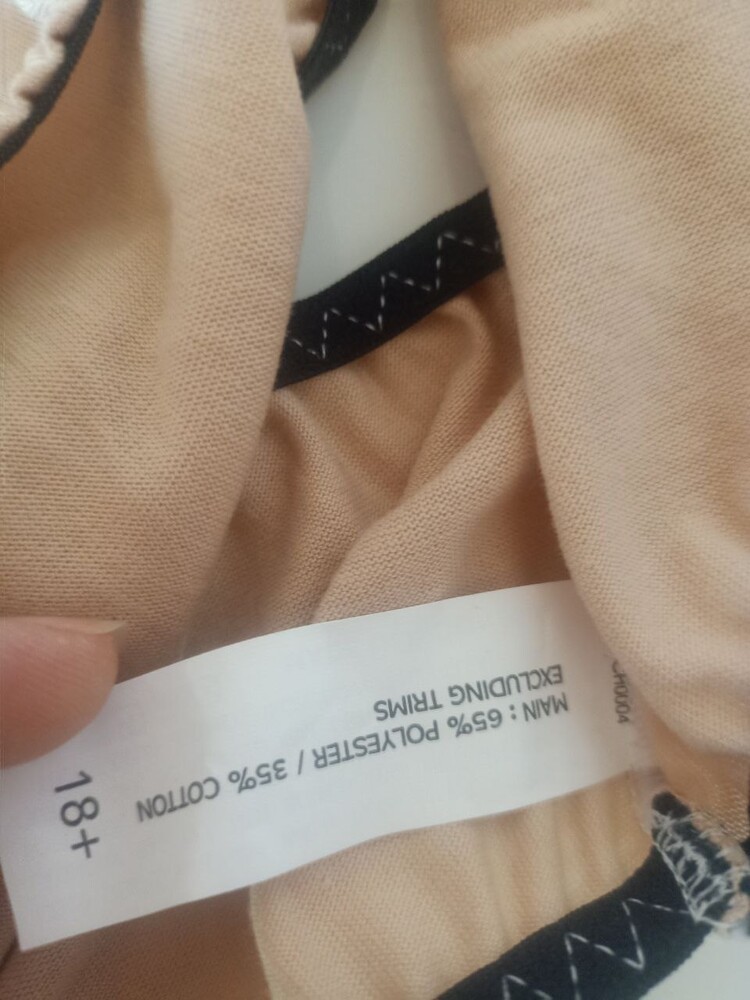 MAIN : 65% POLYESTER / 35% COTTON
EXCLUDING TRIMS
18+